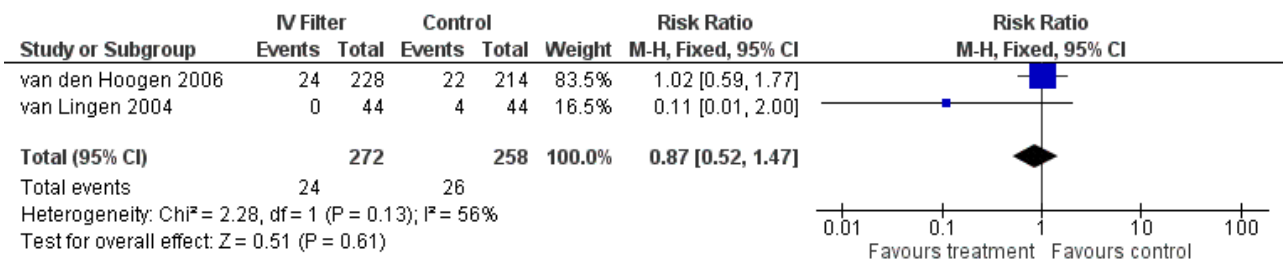 IV Filter Control Risk Ratio Risk Ratio
Study or Subgroup Events Total Events Total Weight M-H, Fixed, 95% CI M-H, Fixed, 95% CI
van den Hoogen 2006 24 228 22 214 83.5% 1.02 [0.59, 1.77]
van Lingen 2004 0 44 4 44 16.5% 0.11 [0.01, 2.00]
Total (95% CI) 272 258 100.0% 0.87 [0.52, 1.47]
Total events 24 26
Heterogeneity: Chi² = 2.28, df = 1 (P = 0.13); I² = 56%
Test for overall effect: Z = 0.51 (P = 0.61)
0.01 0.1 1 10 100
Favours treatment Favours control